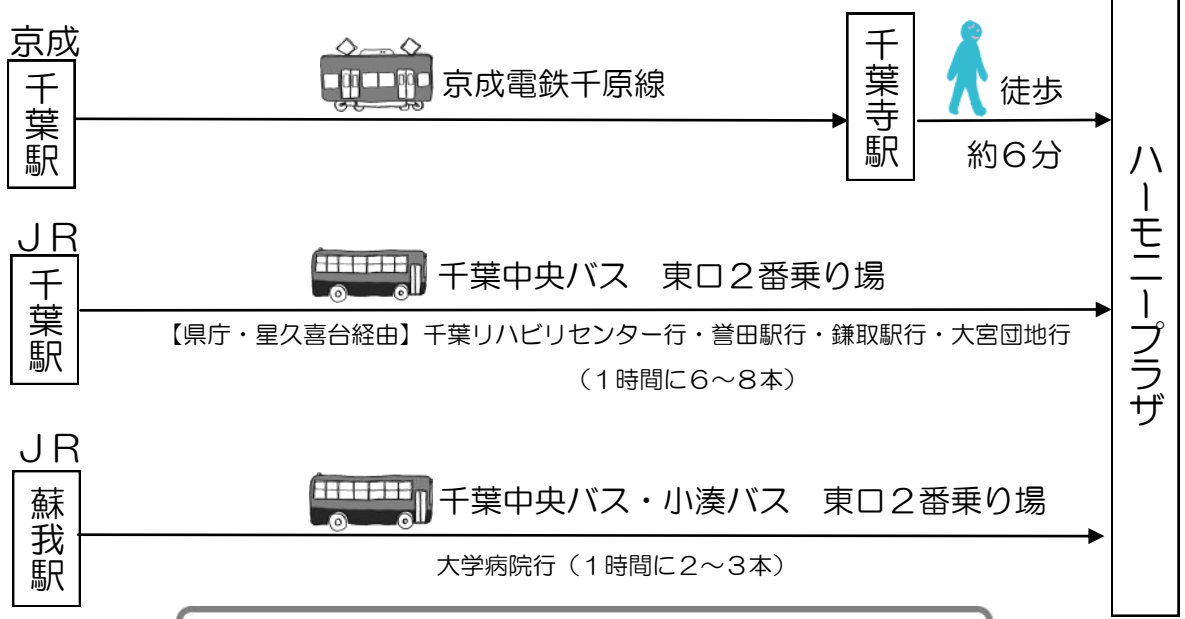 京成
千葉駅
京成電鉄千原線
千葉寺駅
徒歩
約6分
JR
千葉駅
千葉中央バス　東口2番乗り場
【県庁・星久喜台経由】千葉リハビリセンター行・誉田駅行・鎌取駅行・大宮団地行
（1時間に6～8本）
JR
蘇我駅
千葉中央バス・小湊バス　東口2番乗り場
大学病院行（1時間に2～3本）
ハーモニープラザ